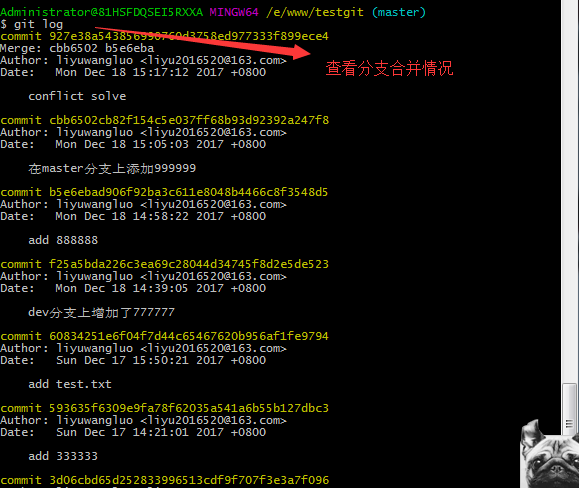 Administrator@81HSFDQSEI5RXXA MINGW64 /e/www/testgit (master)
$ git log
commit 927e38a543856990760d3758ed977333f899ece4
Merge: cbb6502 b5e6eba
Author: liyuwangluo <liyu2016520@163.com>
Date:   Mon Dec 18 15:17:12 2017 +0800
查看分支合并情况
conflict solve
commit cbb6502cb82f154c5e037ff68b93d92392a247f8
Author: liyuwangluo <liyu2016520@163.com>
Date:   Mon Dec 18 15:05:03 2017 +0800
在master分支上添加999999
commit b5e6ebad906f92ba3c611e8048b4466c8f3548d5
Author: liyuwangluo <liyu2016520@163.com>
Date:   Mon Dec 18 14:58:22 2017 +0800
add 888888
commit f25a5bda226c3ea69c28044d34745f8d2e5de523
Author: liyuwangluo <liyu2016520@163.com>
Date:   Mon Dec 18 14:39:05 2017 +0800
dev分支上增加了777777
commit 60834251e6f04f7d44c65467620b956af1fe9794
Author: liyuwangluo <liyu2016520@163.com>
Date:   Sun Dec 17 15:50:21 2017 +0800
add test.txt
commit 593635f6309e9fa78f62035a541a6b55b127dbc3
Author: liyuwangluo <liyu2016520@163.com>
Date:   Sun Dec 17 14:21:01 2017 +0800
add 333333
commit 3d06cbd65d252833996513cdf9f707f3e3a7f096